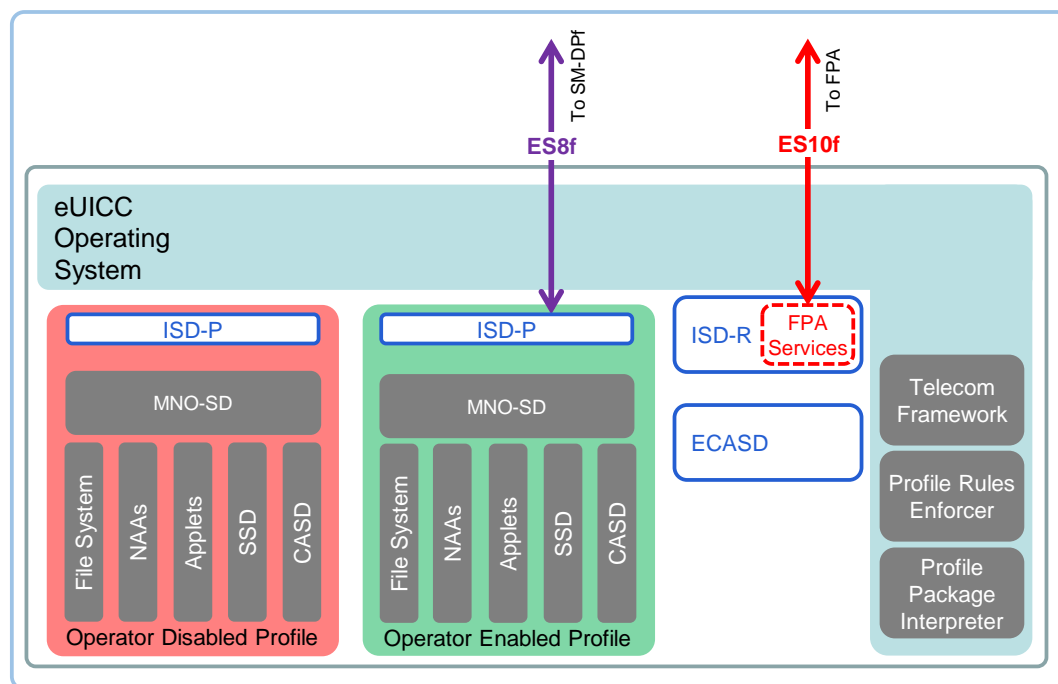 To SM-DPf
To FPA
ES8f
ES10f
eUICC
Operating
System
ISD-P
MNO-SD
File System
NAAs
Applets
SSD
CASD
Operator Disabled Profile
ISD-P
MNO-SD
File System
NAAs
Applets
SSD
CASD
Operator Enabled Profile
ISD-R
FPA
Services
ECASD
Telecom
Framework
Profile Rules
Enforcer
Profile
Package
Interpreter